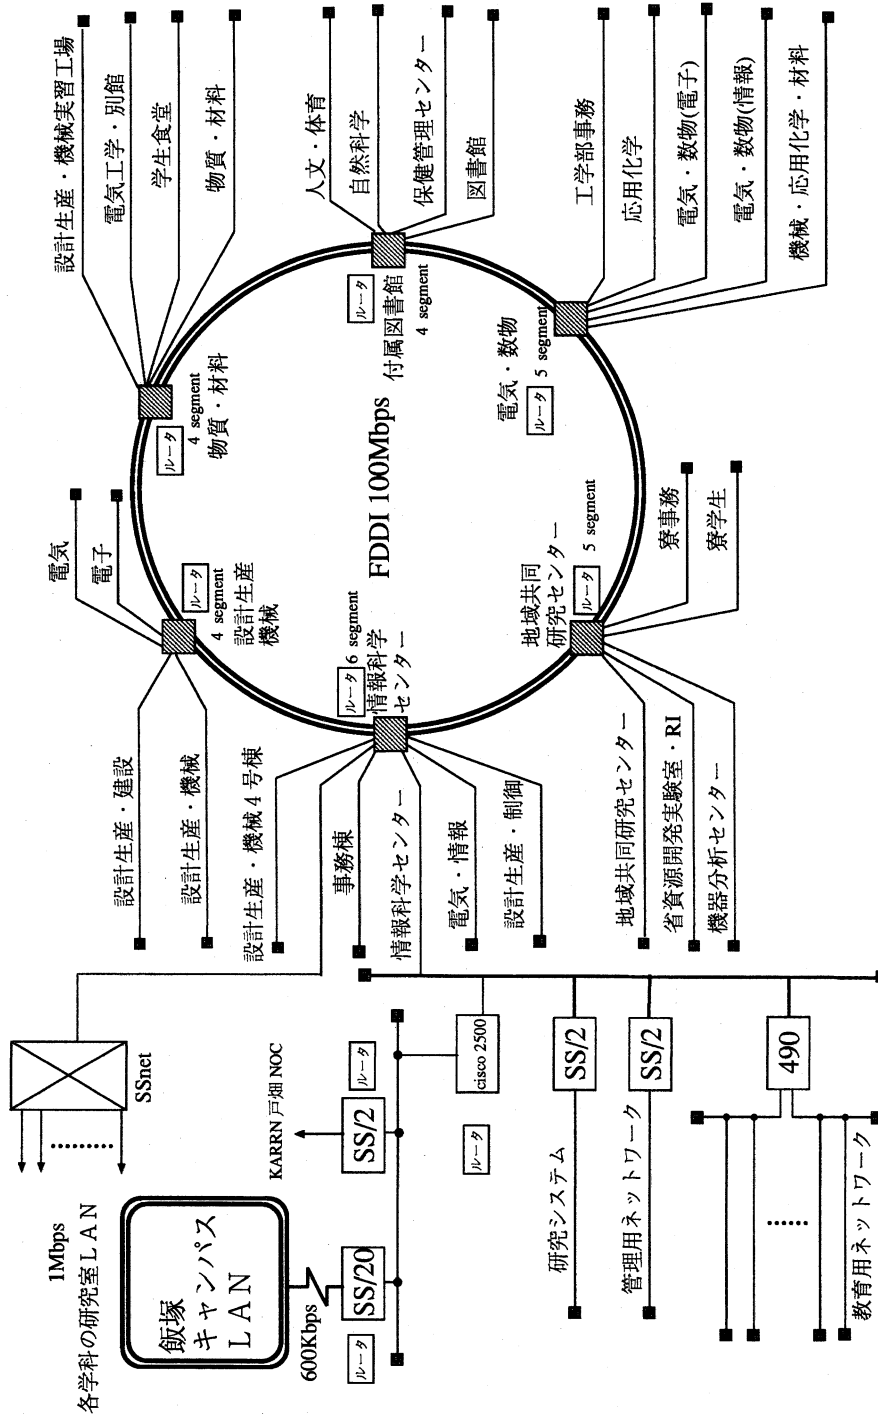 設計生産・機械実習工場
電気工学・別館
学生食堂
物質・材料
人文・体育
自然科学
保健管理センター
図書館
工学部事務
応用化学
電気・数物(電子)
電気・数物(情報)
機械・応用化学・材料
ルータ
4 segment
物質・材料
ルータ
付属図書館
4 segment
電気・数物
ルータ
5 segment
FDDI 100Mbps
電気
電子
ルータ
4 segment
設計生産
機械
ルータ
6 segment
情報科学
センター
地域共同
研究センター
ルータ
5 segment
寮事務
寮学生
設計生産・建設
設計生産・機械
設計生産・機械4号棟
事務棟
情報科学センター
電気・情報
設計生産・制御
地域共同研究センター
省資源開発実験室・RI
機器分析センター
SSnet
1Mbps
各学科の研究室LAN
KARRN 戸畑 NOC
ルータ
SS/2
cisco 2500
ルータ
SS/2
SS/2
490
飯塚
キャンパス
LAN
600Kbps
SS/20
ルータ
研究システム
管理用ネットワーク
教育用ネットワーク